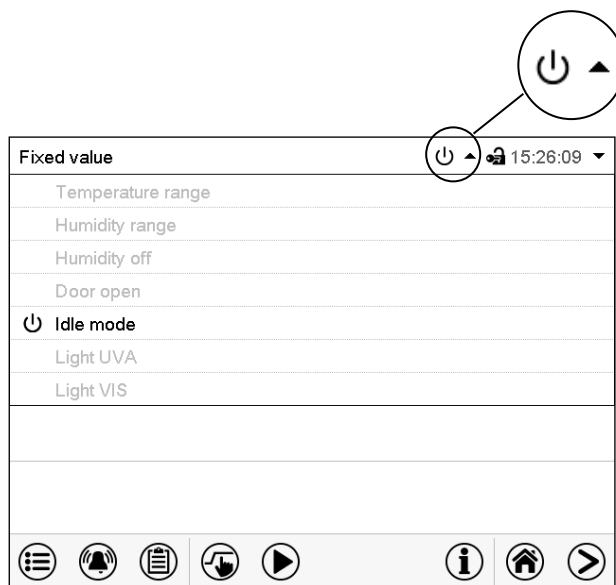 Fixed value 15:26:09
Temperature range
Humidity range
Humidity off
Door open
Idle mode
Light UVA
Light VIS